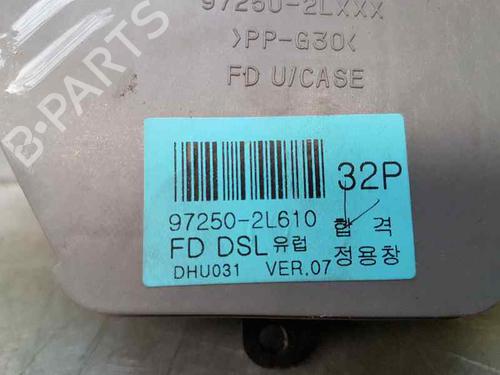 97250-2LXXX
>PP-G30<
FD U/CASE
32P
97250-2L610 합 격
FD DSL 유럽 정용창
DHU031 VER.07
B-PARTS